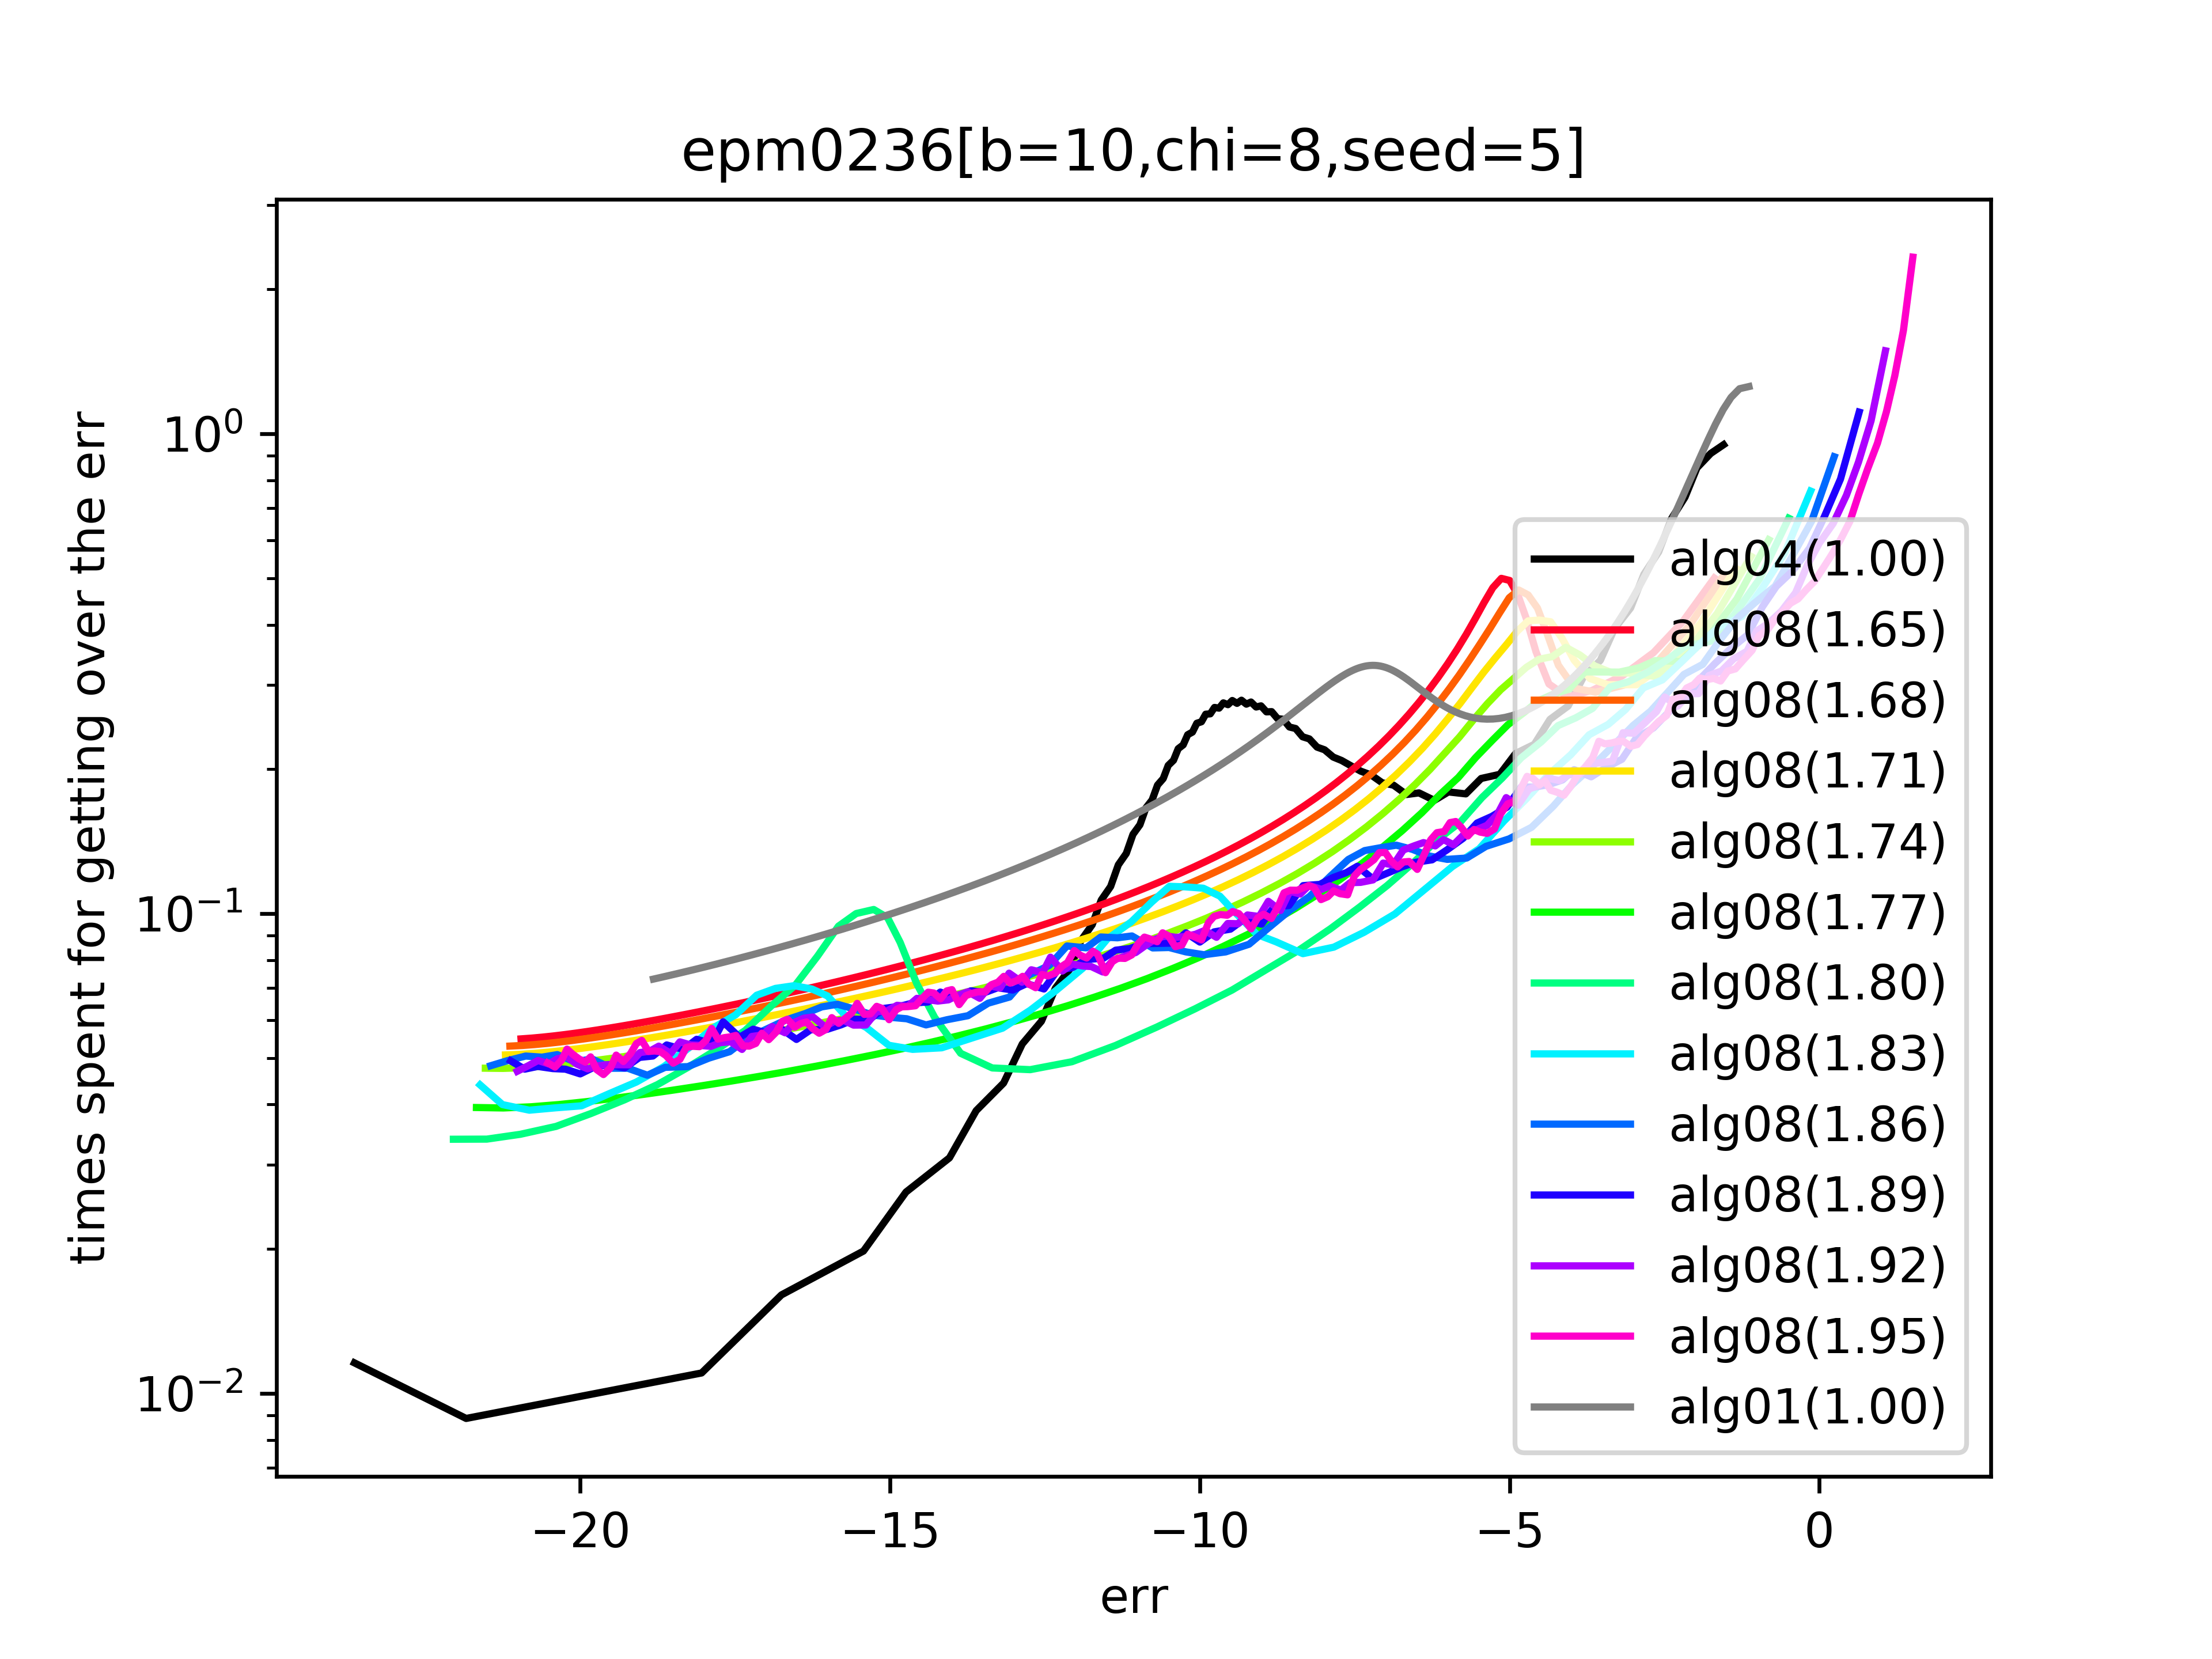 epm0236[b=10,chi=8,seed=5]
times spent for getting over the err
10⁰
10⁻¹
10⁻²
alg04(1.00)
alg08(1.65)
alg08(1.68)
alg08(1.71)
alg08(1.74)
alg08(1.77)
alg08(1.80)
alg08(1.83)
alg08(1.86)
alg08(1.89)
alg08(1.92)
alg08(1.95)
alg01(1.00)
−20 −15 −10 −5 0
err